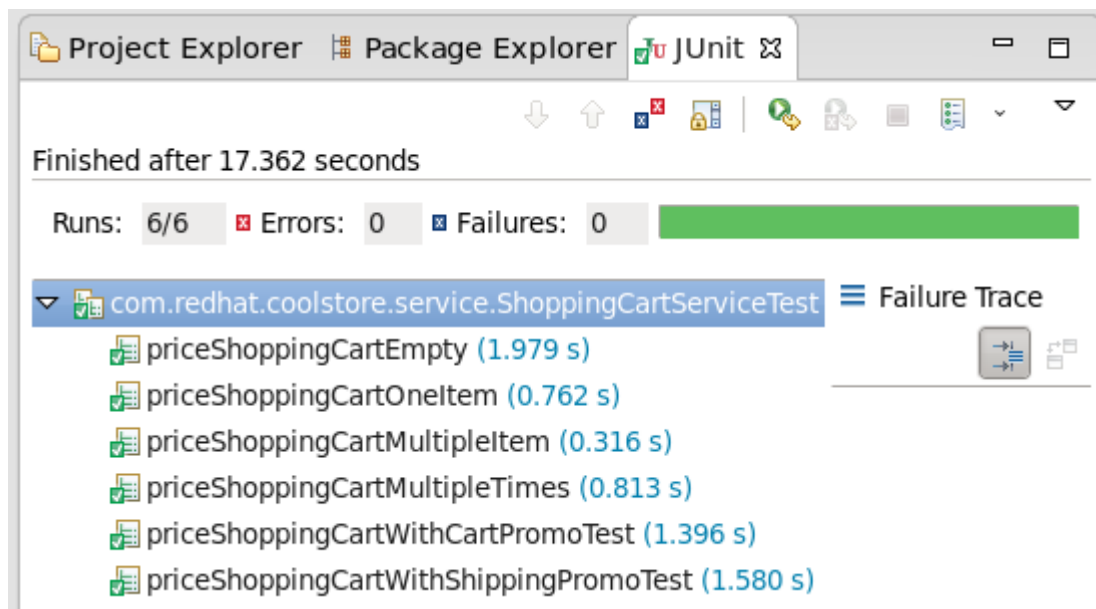 Project Explorer Package Explorer JUnit
Finished after 17.362 seconds
Runs: 6/6 Errors: 0 Failures: 0
com.redhat.coolstore.service.ShoppingCartServiceTest Failure Trace
priceShoppingCartEmpty (1.979 s)
priceShoppingCartOneItem (0.762 s)
priceShoppingCartMultipleItem (0.316 s)
priceShoppingCartMultipleTimes (0.813 s)
priceShoppingCartWithCartPromoTest (1.396 s)
priceShoppingCartWithShippingPromoTest (1.580 s)